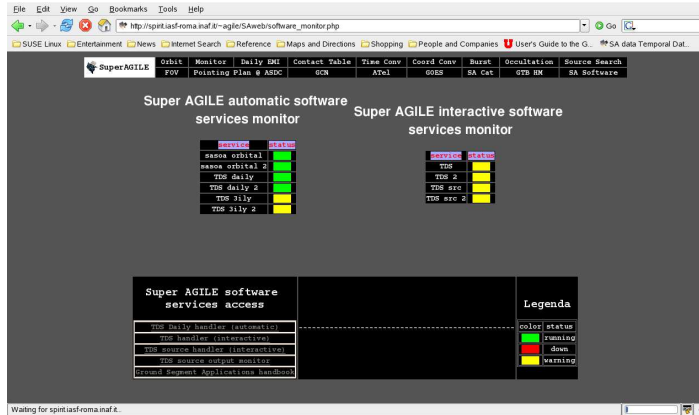 File Edit View Go Bookmarks Tools Help
http://spirit.iasf-roma.inaf.it/~agile/SAweb/software_monitor.php
Go
SUSE Linux Entertainment News Internet Search Reference Maps and Directions Shopping People and Companies User's Guide to the G... SA data Temporal Dat...
SuperAGILE
Orbit Monitor Daily EMI Contact Table Time Conv Coord Conv Burst Occultation Source Search
FOV Pointing Plan @ ASDC GCN ATel GOES SA Cat GTB HM SA Software
Super AGILE automatic software
services monitor
service status
sasoa orbital
sasoa orbital 2
TDS daily
TDS daily 2
TDS 3ily
TDS 3ily 2
Super AGILE interactive software
services monitor
service status
TDS
TDS 2
TDS src
TDS src 2
Super AGILE software
services access
TDS Daily handler (automatic)
TDS handler (interactive)
TDS source handler (interactive)
TDS source output monitor
Ground Segment Applications handbook
Legenda
color status
running
down
warning
Waiting for spirit.iasf-roma.inaf.it...